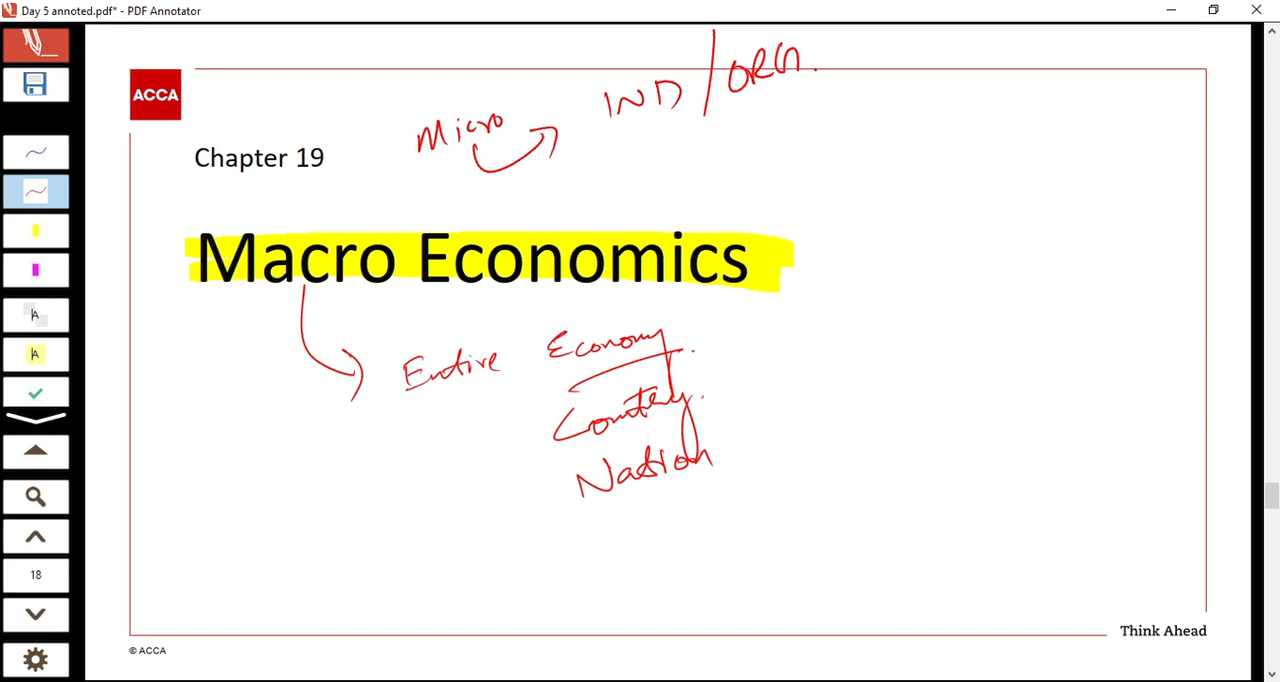 Day 5 annoted.pdf* - PDF Annotator
IND / ORG.
ACCA
Micro
Chapter 19
Macro Economics
Entire Economy.
Country.
Nation
18
Think Ahead
© ACCA